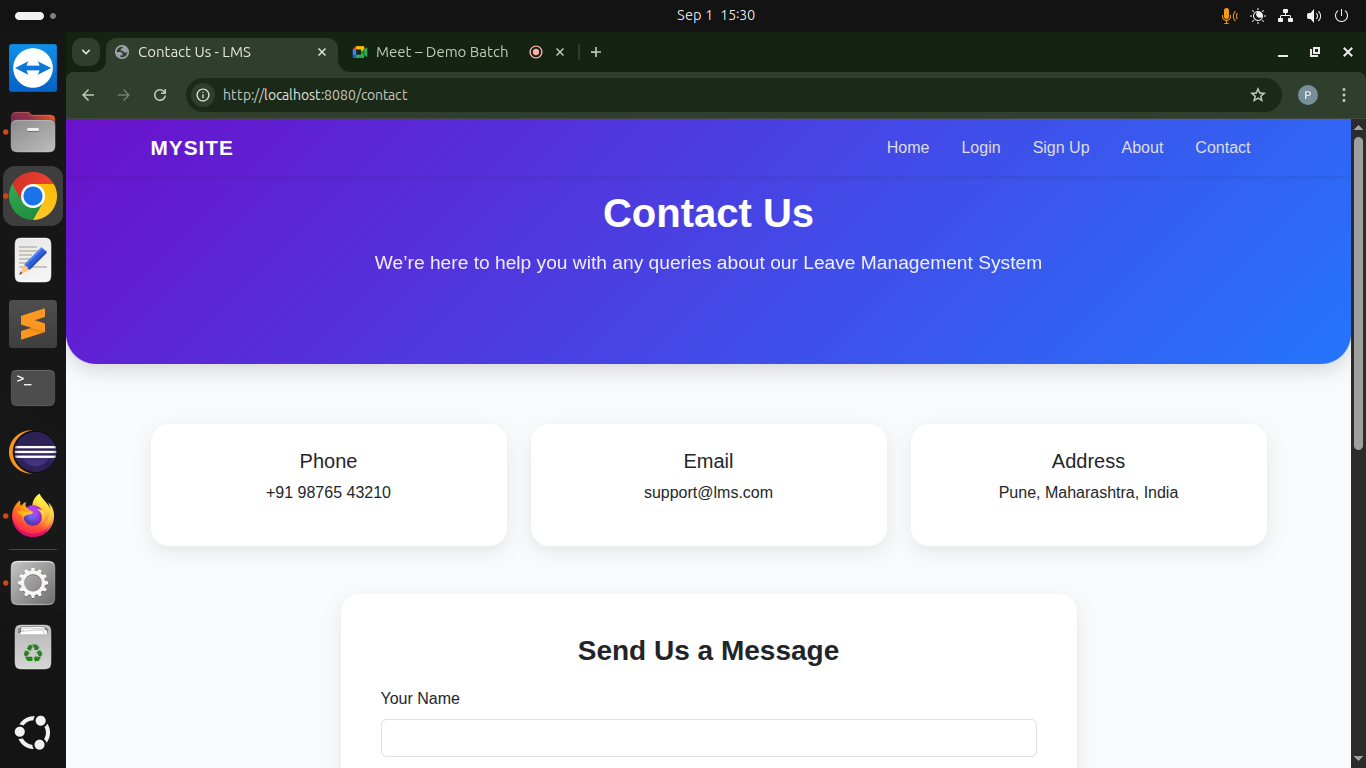 Sep 1 15:30
Contact Us - LMS
Meet – Demo Batch
http://localhost:8080/contact
P
MYSITE
Home
Login
Sign Up
About
Contact
Contact Us
We’re here to help you with any queries about our Leave Management System
Phone
+91 98765 43210
Email
support@lms.com
Address
Pune, Maharashtra, India
Send Us a Message
Your Name
>_